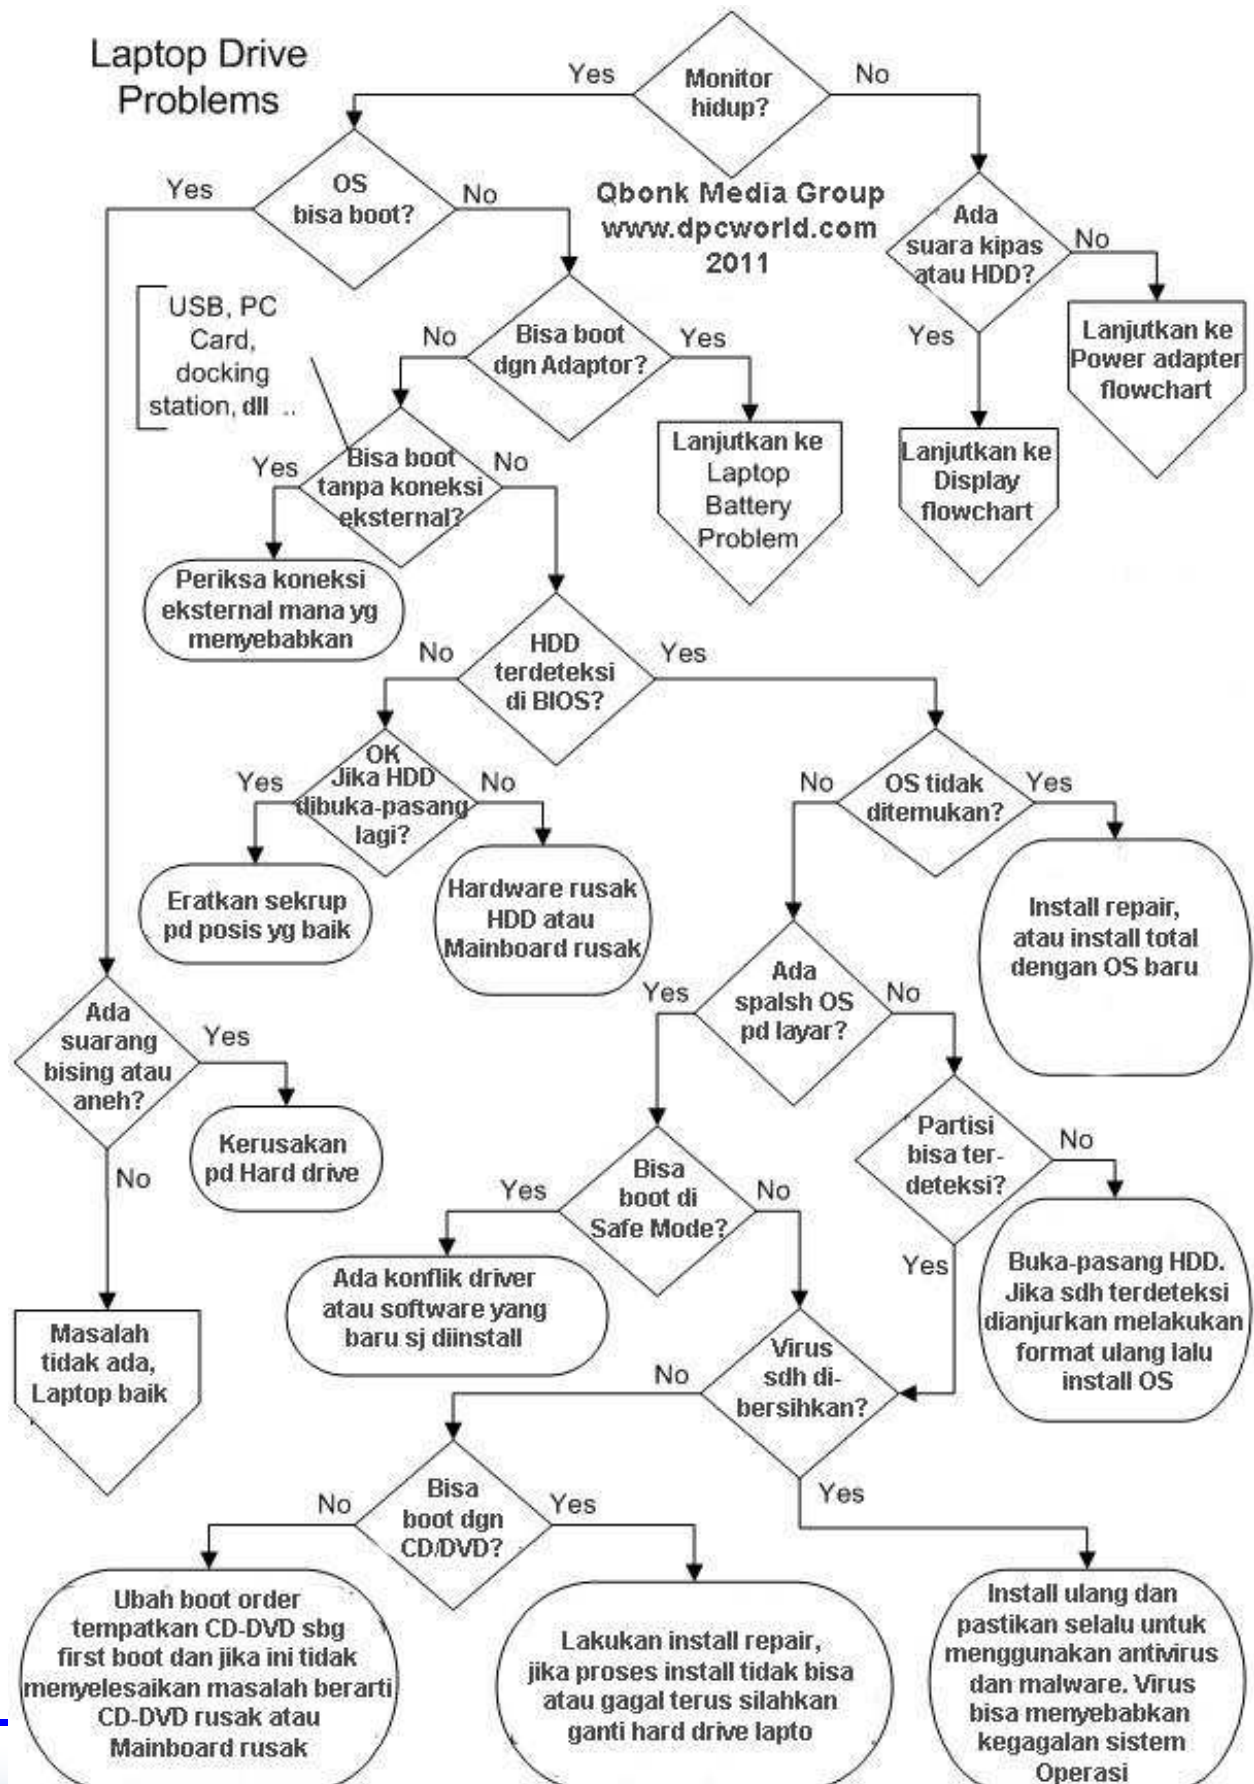 Laptop Drive
Problems
Yes
Monitor
hidup?
No
Yes
OS
bisa boot?
No
Qbonk Media Group
www.dpcworld.com
2011
Ada
suara kipas
atau HDD?
No
Yes
USB, PC
Card,
docking
station, dll ..
No
Bisa boot
dgn Adaptor?
Yes
Lanjutkan ke
Power adapter
flowchart
Lanjutkan ke
Display
flowchart
Lanjutkan ke
Laptop
Battery
Problem
Yes
Bisa boot
tanpa koneksi
eksternal?
No
Periksa koneksi
eksternal mana yg
menyebabkan
No
HDD
terdeteksi
di BIOS?
Yes
Yes
OK
Jika HDD
dibuka-pasang
lagi?
No
No
OS tidak
ditemukan?
Yes
Eratkan sekrup
pd posis yg baik
Hardware rusak
HDD atau
Mainboard rusak
Install repair,
atau install total
dengan OS baru
Yes
Ada
spalsh OS
pd layar?
No
Ada
suarang
bising atau
aneh?
Yes
No
Kerusakan
pd Hard drive
Partisi
bisa ter-
deteksi?
No
Yes
Yes
Bisa
boot di
Safe Mode?
No
Buka-pasang HDD.
Jika sdh terdeteksi
dianjurkan melakukan
format ulang lalu
install OS
Ada konflik driver
atau software yang
baru sj diinstall
Masalah
tidak ada,
Laptop baik
No
Virus
sdh di-
bersihkan?
Yes
No
Bisa
boot dgn
CD/DVD?
Yes
Ubah boot order
tempatkan CD-DVD sbg
first boot dan jika ini tidak
menyelesaikan masalah berarti
CD-DVD rusak atau
Mainboard rusak
Lakukan install repair,
jika proses install tidak bisa
atau gagal terus silahkan
ganti hard drive lapto
Install ulang dan
pastikan selalu untuk
menggunakan antivirus
dan malware. Virus
bisa menyebabkan
kegagalan sistem
Operasi